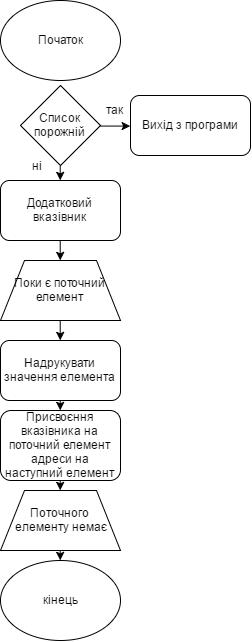 Початок
Список
порожній
так
Вихід з програми
ні
Додатковий
вказівник
Поки є поточний
елемент
Надрукувати
значення елемента
Присвоєння
вказівника на
поточний елемент
адреси на
наступний елемент
Поточного
елементу немає
кінець